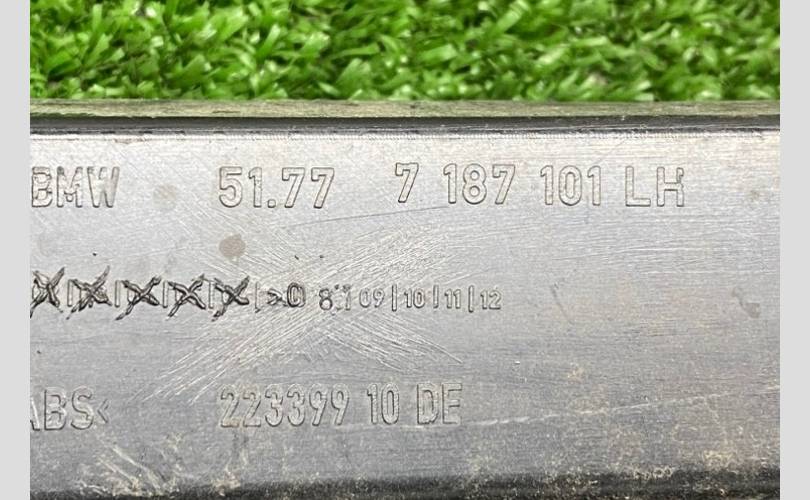 BMW 51.77 7 187 101 LH
09|10|11|12
ABS< 223399 10 DE